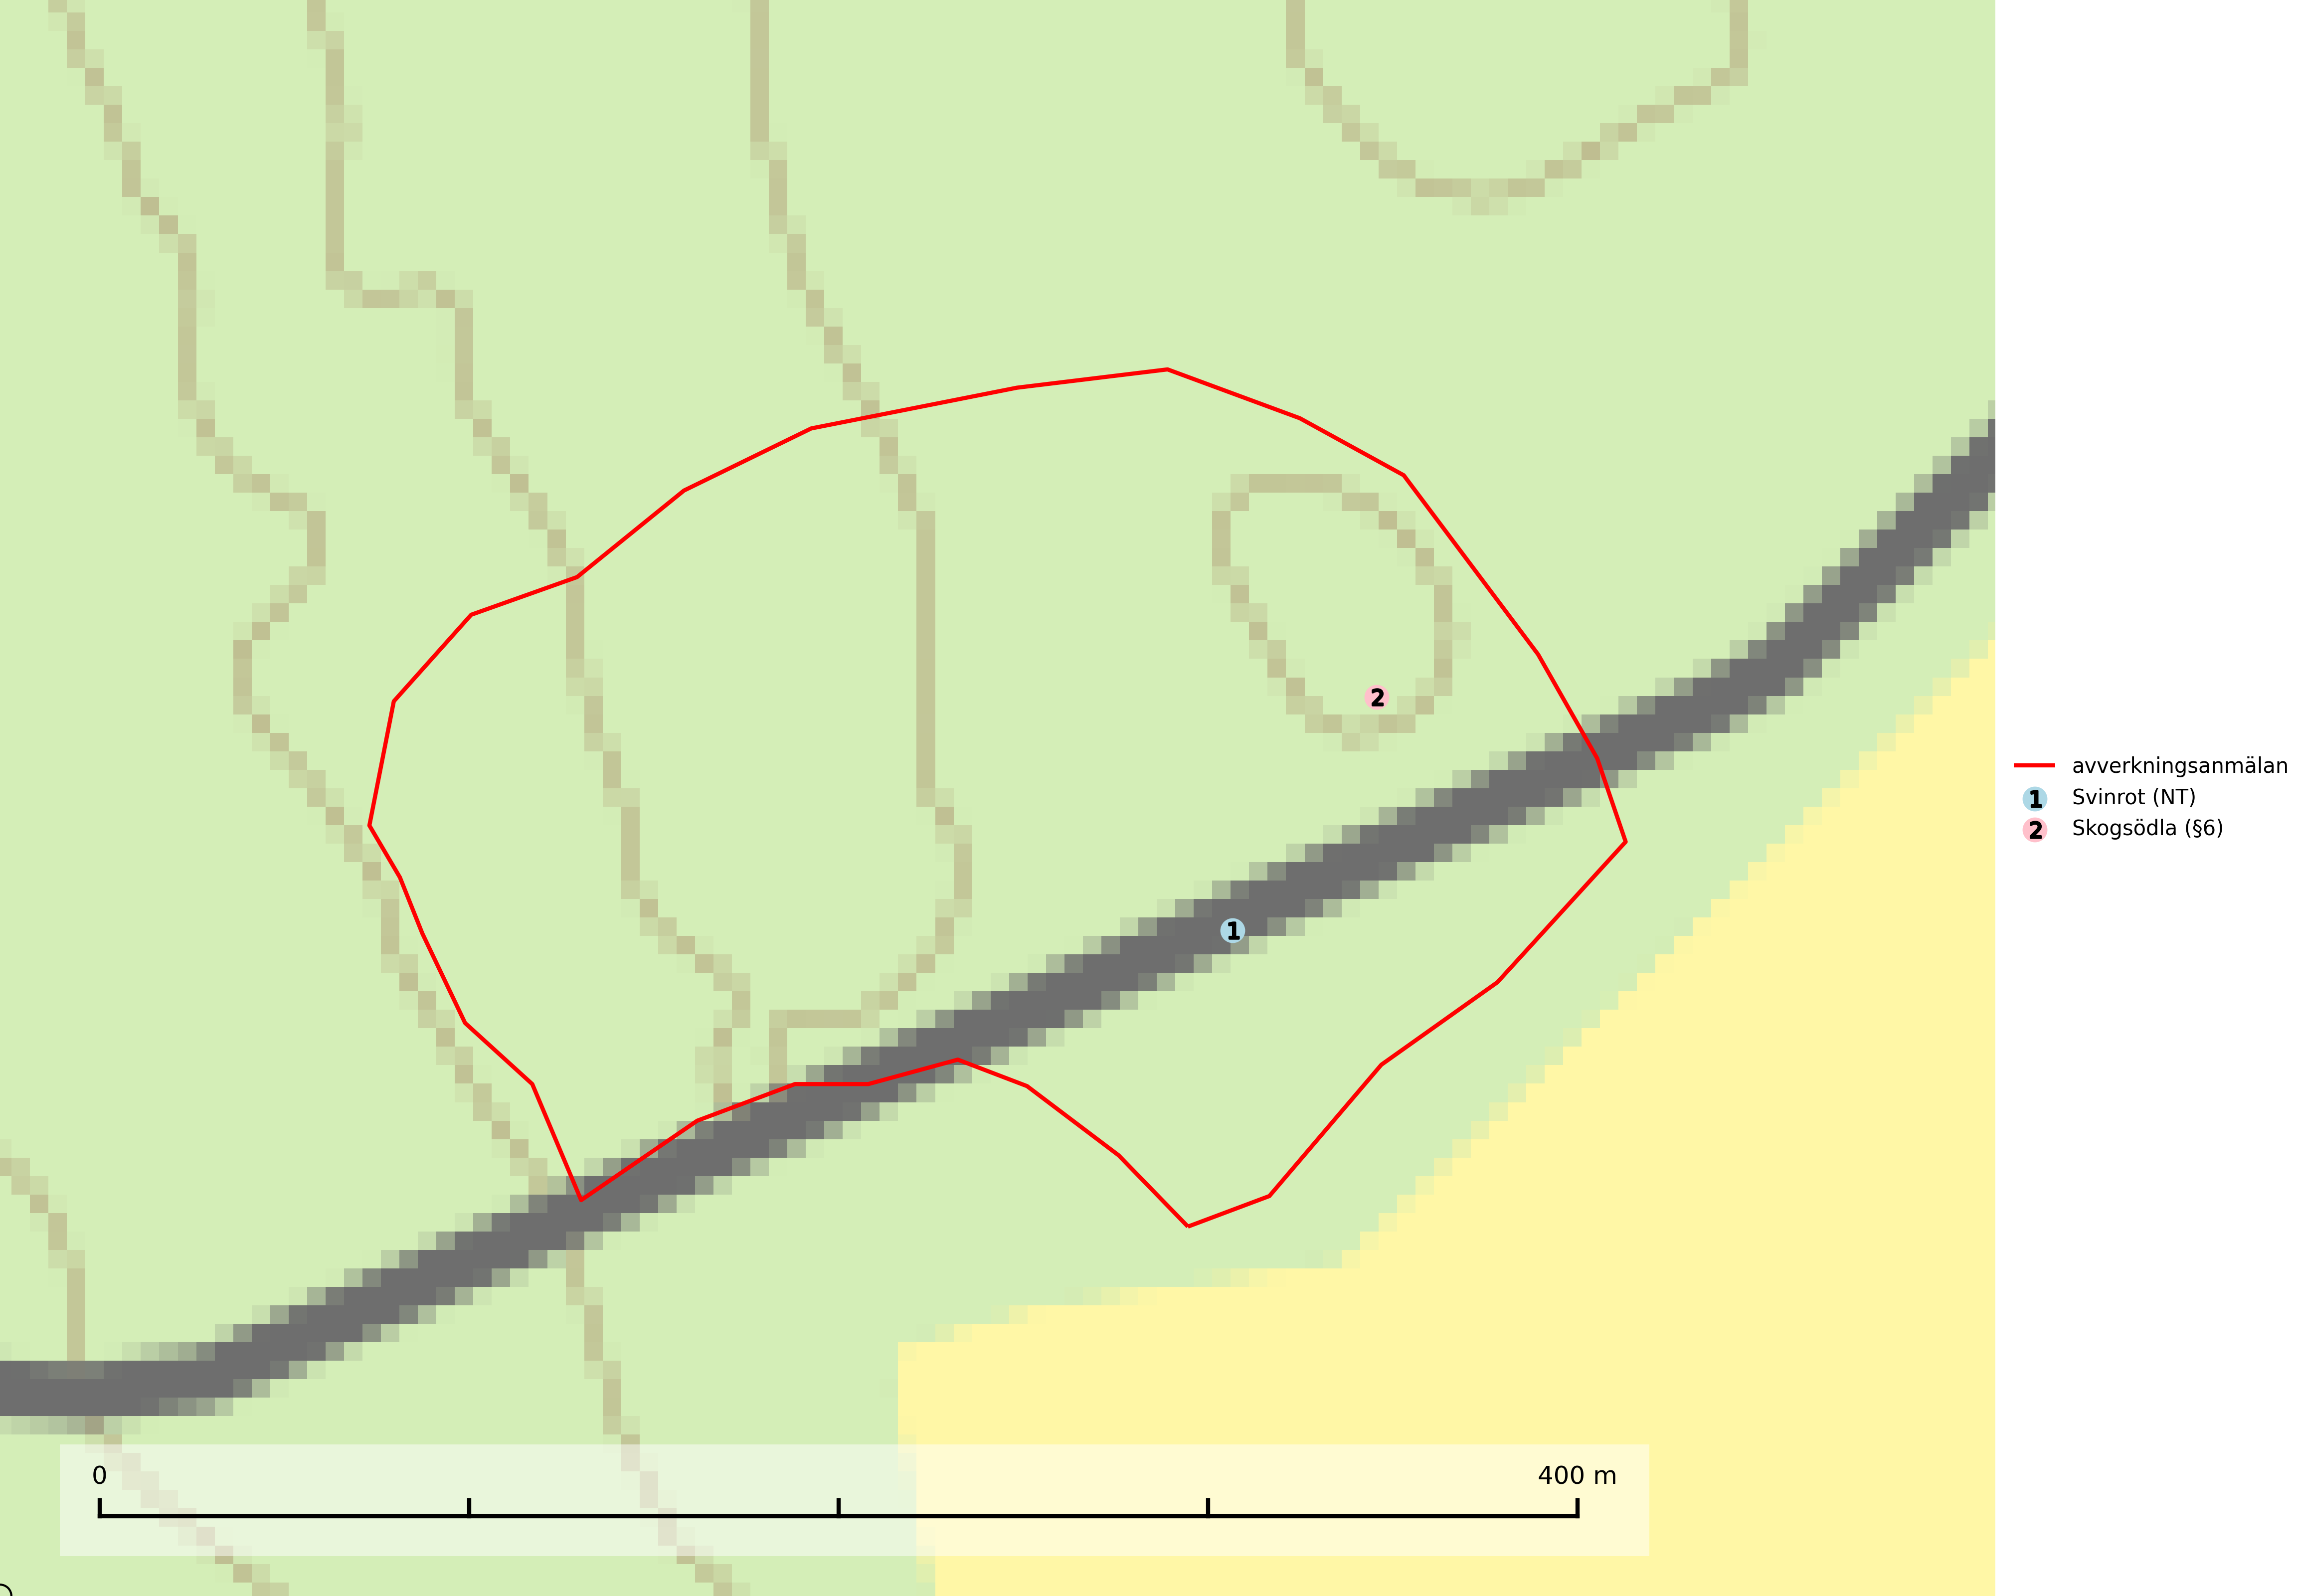 2
1
avverkningsanmälan
1 Svinrot (NT)
2 Skogsödla (§6)
0 400 m